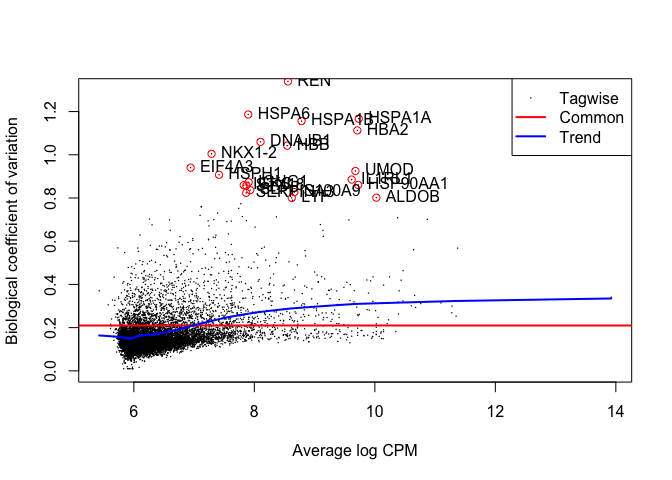 REN
Tagwise
Common
Trend
HSPA6
HSPA1B
HSPA1A
HBA2
DNAJB1
HBB
NKX1-2
EIF4A3
HSPH1
UMOD
HSP90AA1
SERPINA3
LTF
ALDOB
0.0
0.2
0.4
0.6
0.8
1.0
1.2
Biological coefficient of variation
6
8
10
12
14
Average log CPM